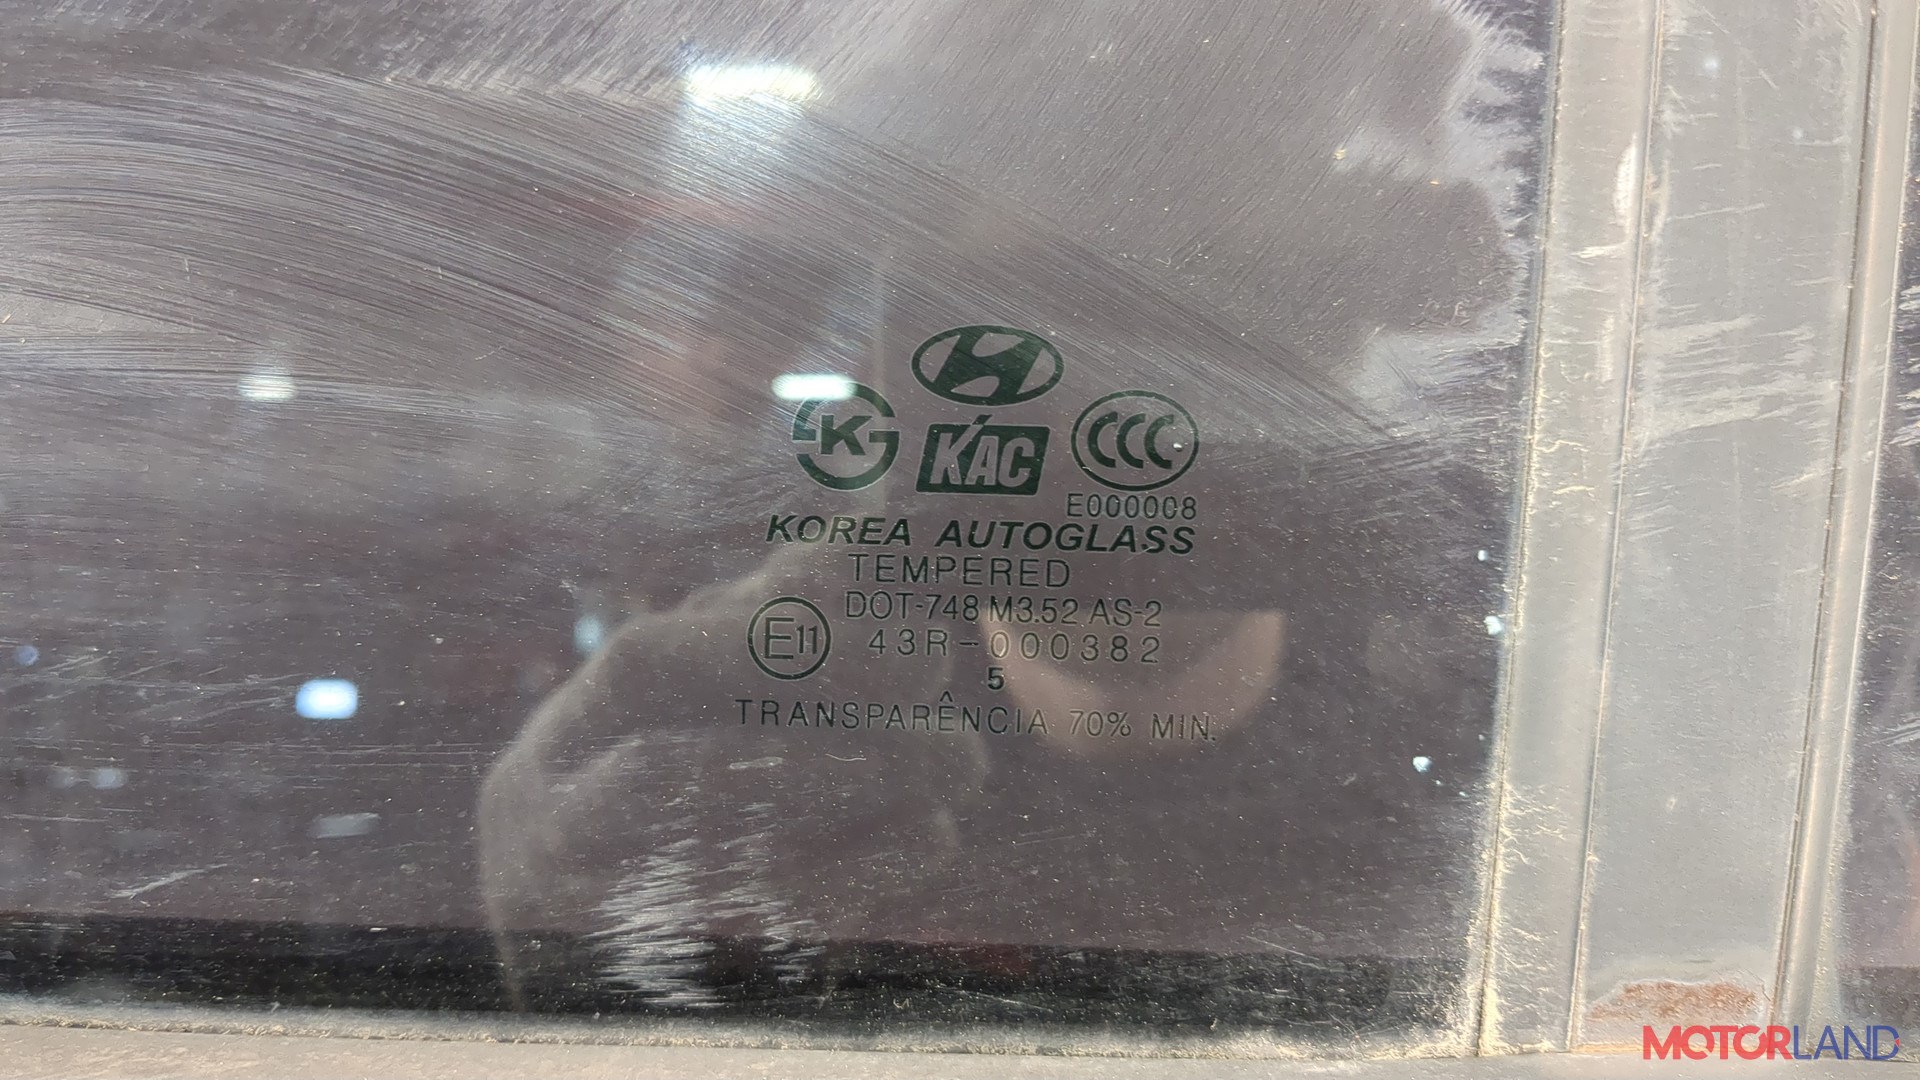 K
KAC
CCC
E000008
KOREA AUTOGLASS
TEMPERED
DOT-748 M3.52 AS-2
E11 43R-000382
5
TRANSPARÊNCIA 70% MIN.
MOTORLAND